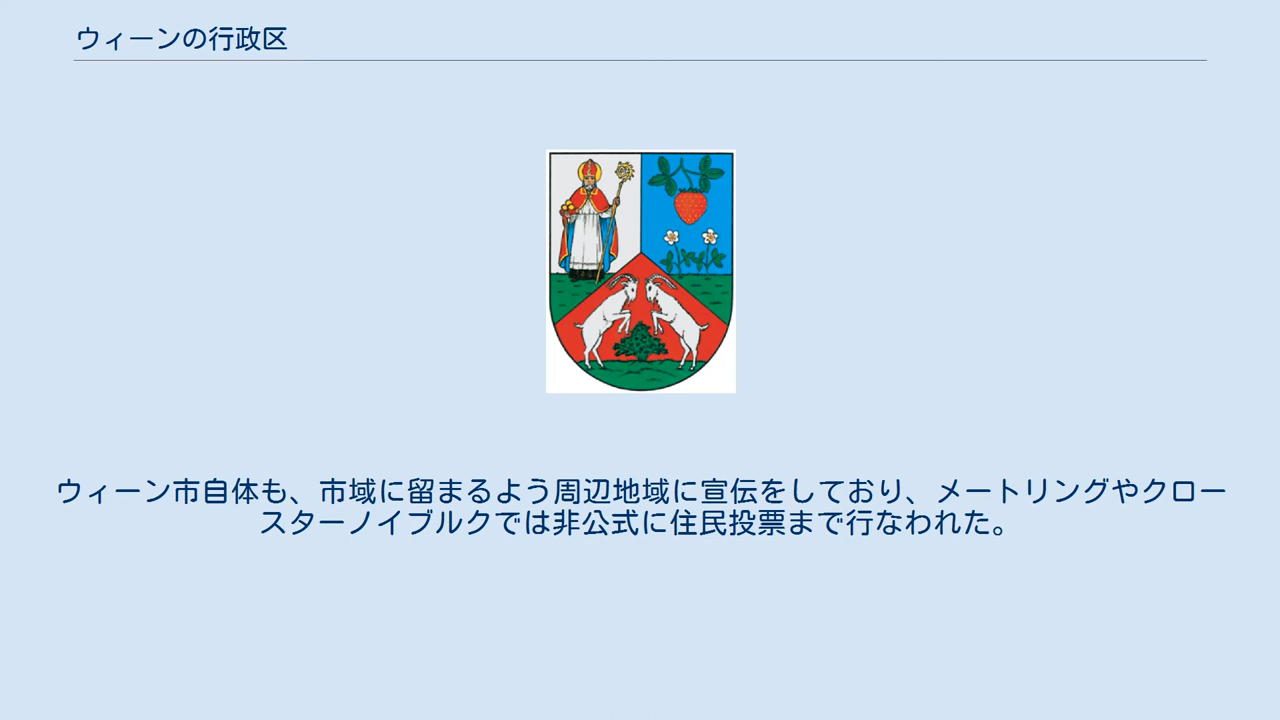 ウィーンの行政区
ウィーン市自体も、市域に留まるよう周辺地域に宣伝をしており、メートリングやクロー
スターノイブルクでは非公式に住民投票まで行なわれた。